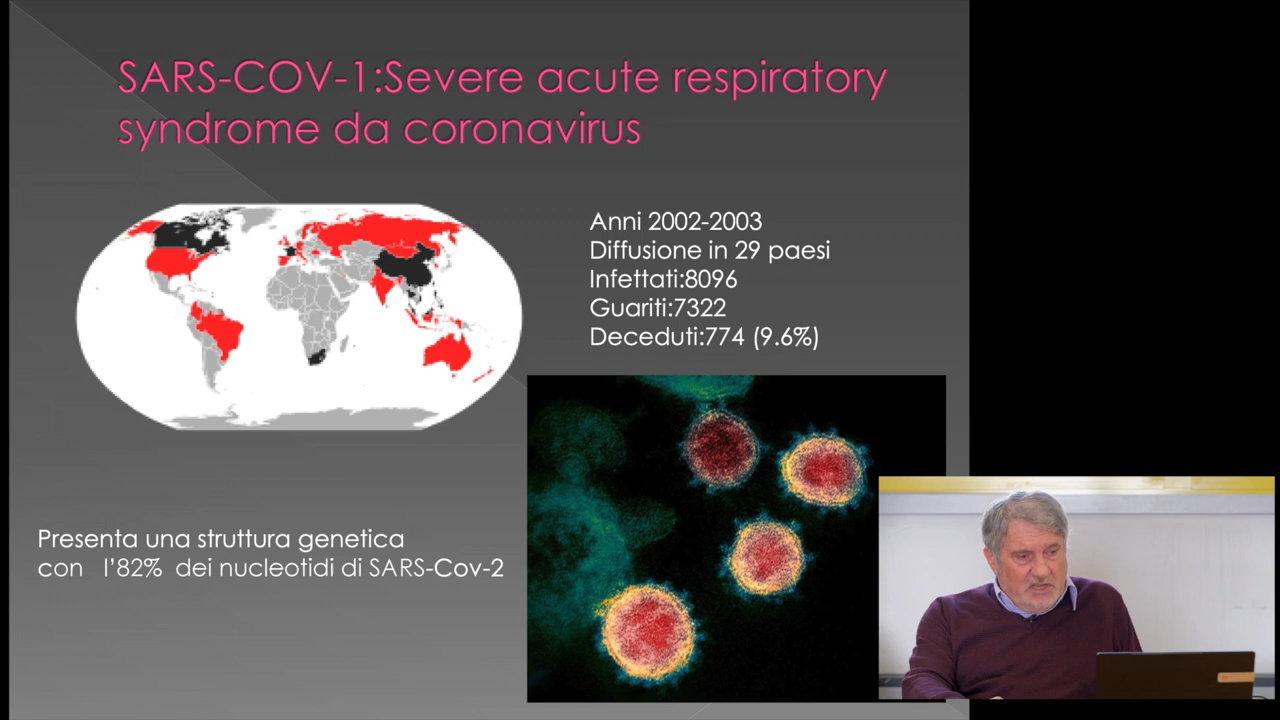 SARS-COV-1:Severe acute respiratory
syndrome da coronavirus
Anni 2002-2003
Diffusione in 29 paesi
Infettati:8096
Guariti:7322
Deceduti:774 (9.6%)
Presenta una struttura genetica
con l'82% dei nucleotidi di SARS-Cov-2